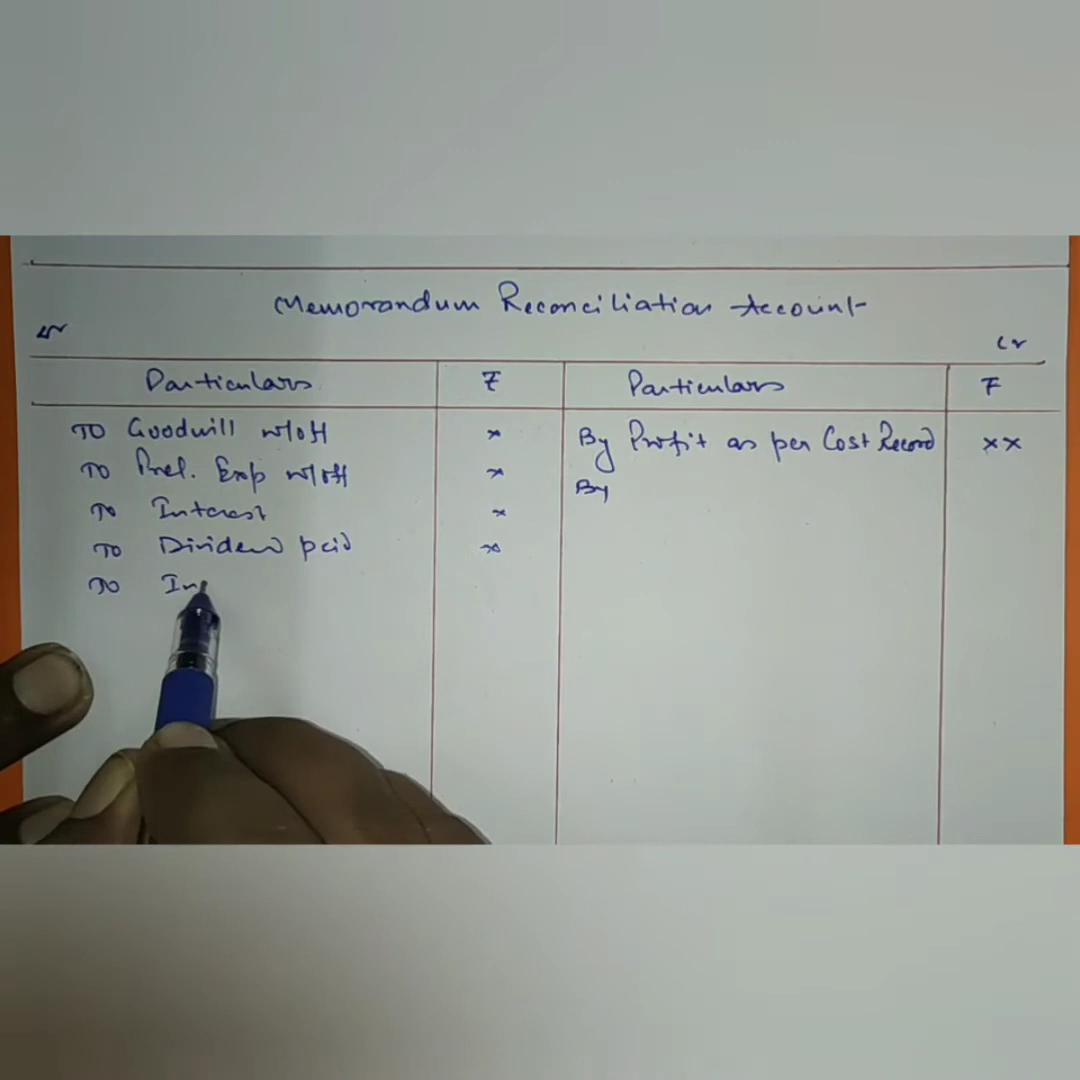 Memorandum Reconciliation Account
Dr
Cr
Particulars ₹ Particulars ₹
TO Goodwill w/off × By Profit as per Cost Record ××
TO Prel. Exp w/off × By
TO Interest ×
TO Dividend paid ×
TO In